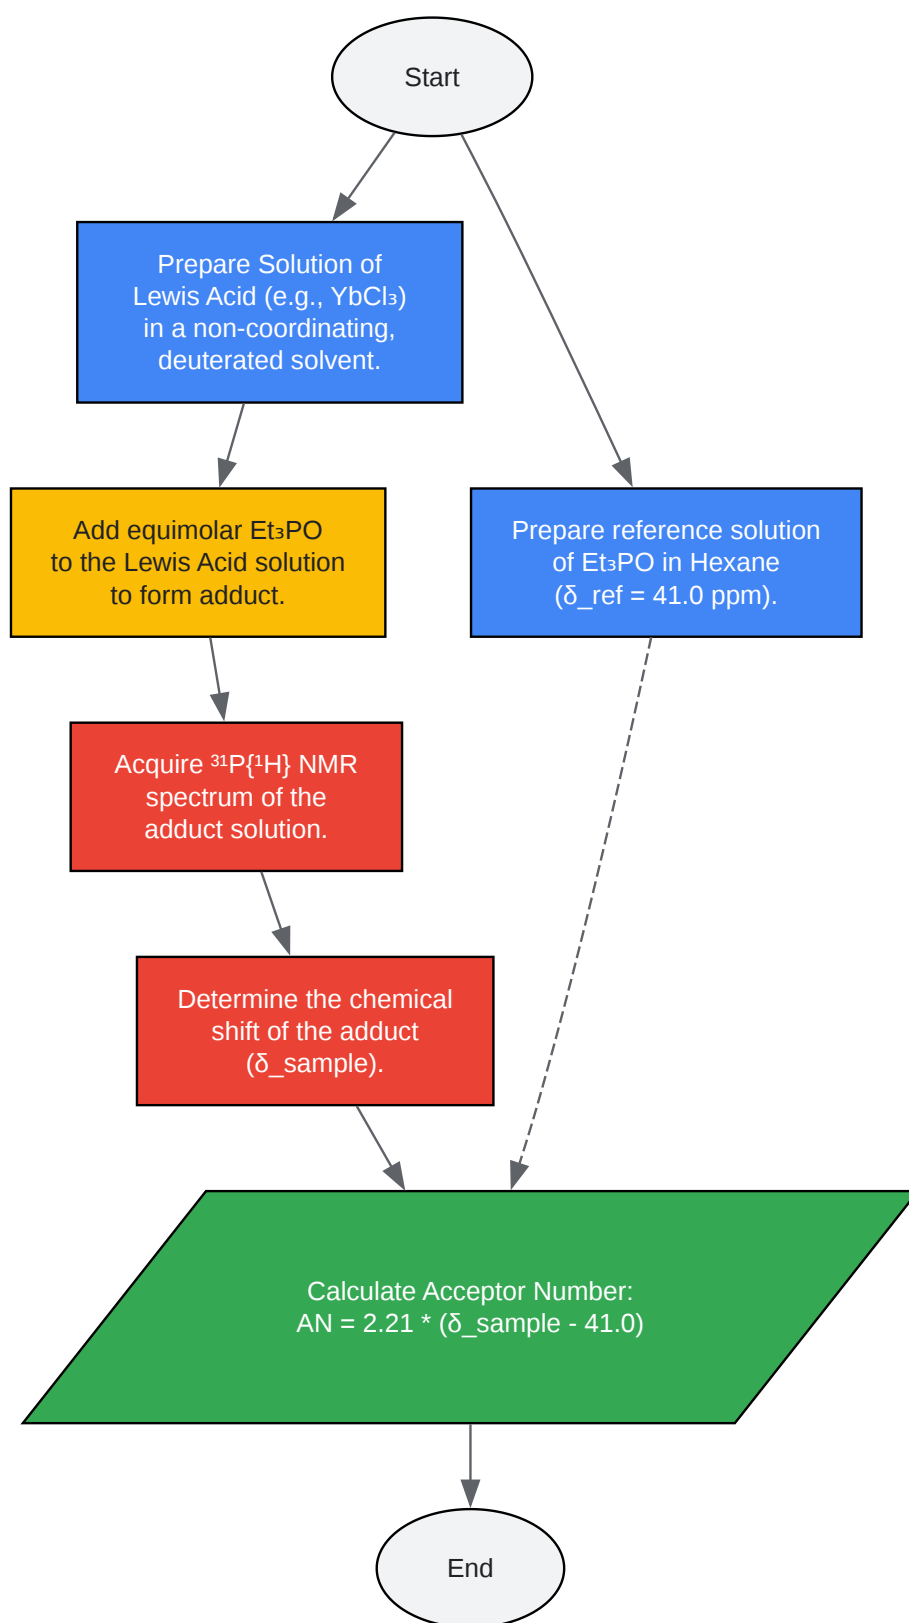 Start
Prepare Solution of
Lewis Acid (e.g., YbCl₃)
in a non-coordinating,
deuterated solvent.
Add equimolar Et₃PO
to the Lewis Acid solution
to form adduct.
Prepare reference solution
of Et₃PO in Hexane
(δ_ref = 41.0 ppm).
Acquire ³¹P{¹H} NMR
spectrum of the
adduct solution.
Determine the chemical
shift of the adduct
(δ_sample).
Calculate Acceptor Number:
AN = 2.21 * (δ_sample - 41.0)
End